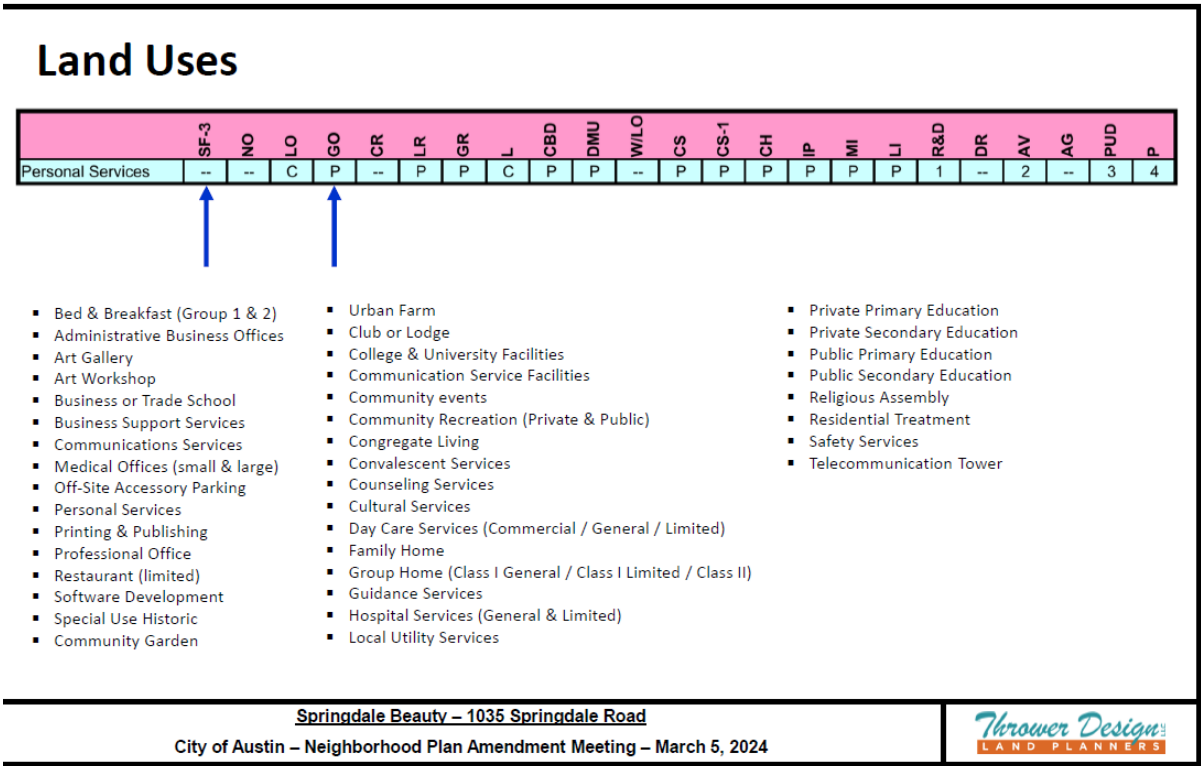 Land Uses
SF-3 NO LO GO CR LR GR L CBD DMU W/LO CS CS-1 CH IP MI LI R&D DR AV AG PUD P
Personal Services -- -- C P -- P P C P P -- P P P P P P 1 -- 2 -- 3 4
▪ Bed & Breakfast (Group 1 & 2)
▪ Administrative Business Offices
▪ Art Gallery
▪ Art Workshop
▪ Business or Trade School
▪ Business Support Services
▪ Communications Services
▪ Medical Offices (small & large)
▪ Off-Site Accessory Parking
▪ Personal Services
▪ Printing & Publishing
▪ Professional Office
▪ Restaurant (limited)
▪ Software Development
▪ Special Use Historic
▪ Community Garden
▪ Urban Farm
▪ Club or Lodge
▪ College & University Facilities
▪ Communication Service Facilities
▪ Community events
▪ Community Recreation (Private & Public)
▪ Congregate Living
▪ Convalescent Services
▪ Counseling Services
▪ Cultural Services
▪ Day Care Services (Commercial / General / Limited)
▪ Family Home
▪ Group Home (Class I General / Class I Limited / Class II)
▪ Guidance Services
▪ Hospital Services (General & Limited)
▪ Local Utility Services
▪ Private Primary Education
▪ Private Secondary Education
▪ Public Primary Education
▪ Public Secondary Education
▪ Religious Assembly
▪ Residential Treatment
▪ Safety Services
▪ Telecommunication Tower
Springdale Beauty – 1035 Springdale Road
City of Austin – Neighborhood Plan Amendment Meeting – March 5, 2024
Thrower Design LLC
LAND PLANNERS